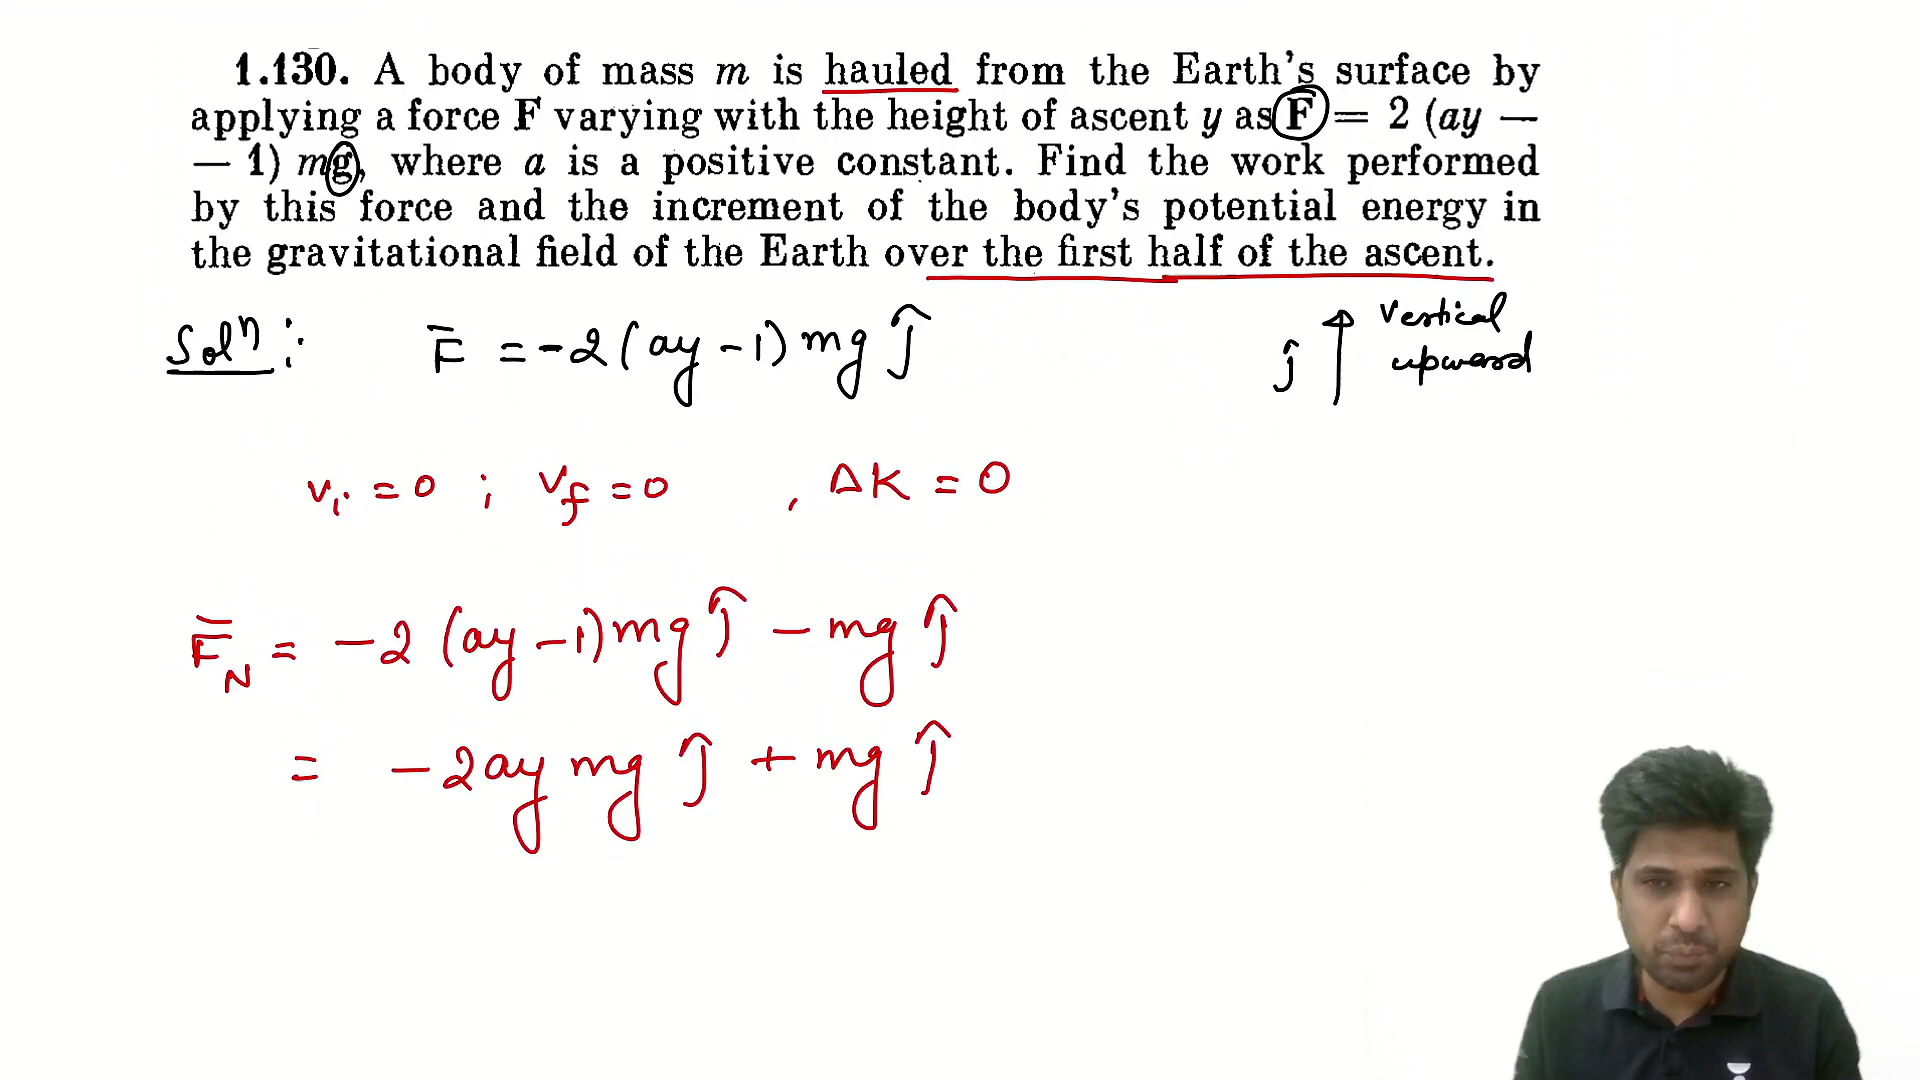 1.130. A body of mass m is hauled from the Earth's surface by
applying a force F varying with the height of ascent y as F = 2 (ay —
— 1) mg, where a is a positive constant. Find the work performed
by this force and the increment of the body's potential energy in
the gravitational field of the Earth over the first half of the ascent.
Solⁿ: F̄ = -2(ay-1)mg ĵ
ĵ vertical
upward
vᵢ = 0 ; v_f = 0 , ΔK = 0
F̄_N = -2(ay-1)mg ĵ - mg ĵ
= -2ay mg ĵ + mg ĵ